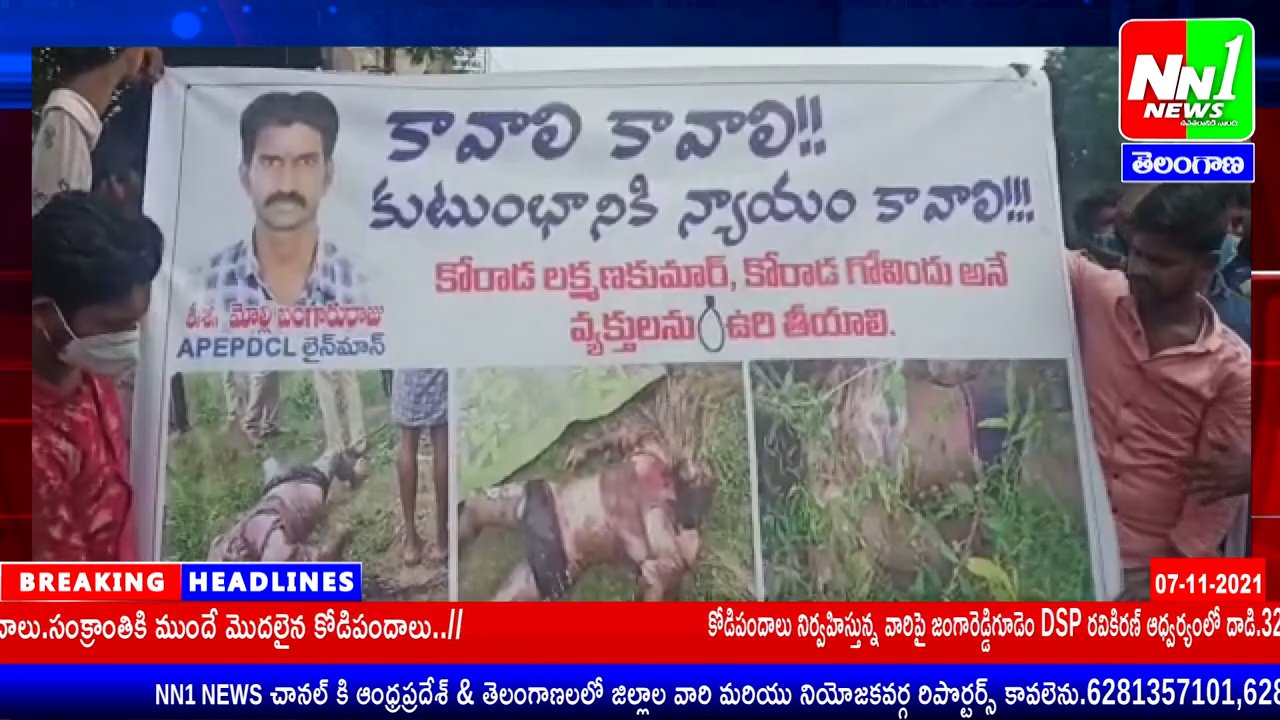 NN1
NEWS
తెలంగాణ
కావాలి కావాలి!!
కుటుంభానికి న్యాయం కావాలి!!!
కోరాడ లక్ష్మణకుమార్, కోరాడ గోవిందు అనే
వ్యక్తులను ఉరి తీయాలి.
మొల్లి బంగారురాజు
APEPDCL లైన్‌మాన్
BREAKING HEADLINES
07-11-2021
దాలు.సంక్రాంతికి ముందే మొదలైన కోడిపందాలు..// కోడిపందాలు నిర్వహిస్తున్న వారిపై జంగారెడ్డిగూడెం DSP రవికిరణ్ ఆధ్వర్యంలో దాడి.32
NN1 NEWS చానల్ కి ఆంధ్రప్రదేశ్ & తెలంగాణలలో జిల్లాల వారి మరియు నియోజకవర్గ రిపొర్టర్స్ కావలెను.6281357101,628